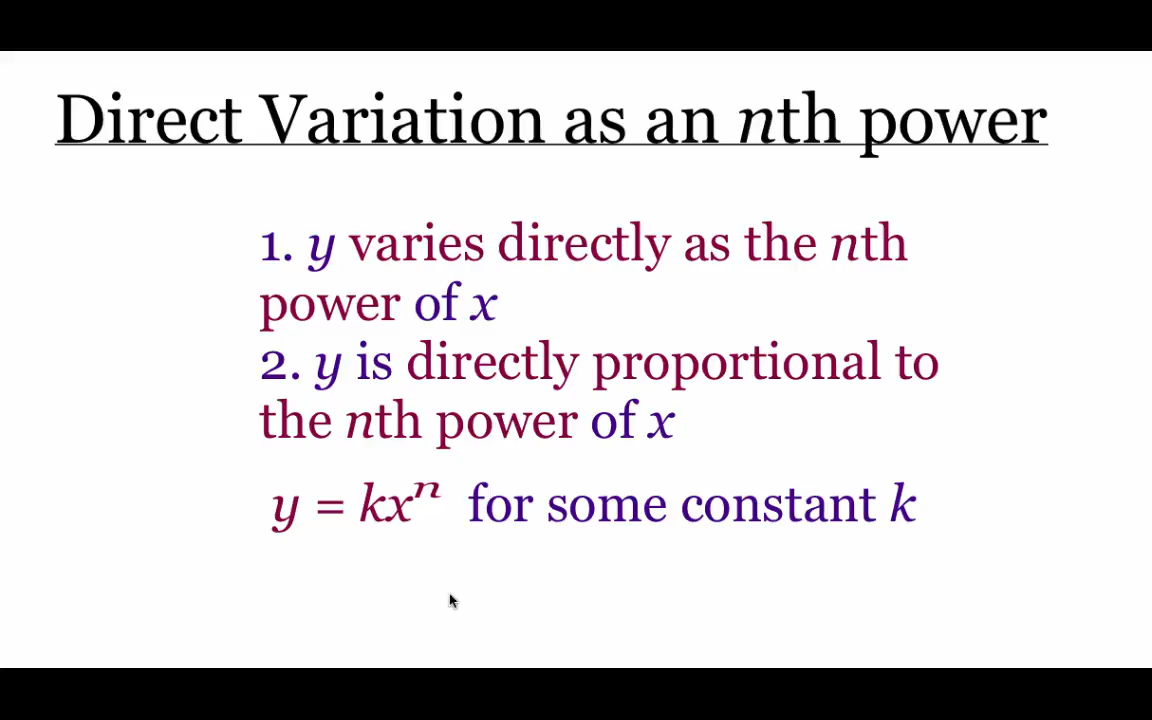 Direct Variation as an nth power
1. y varies directly as the nth
power of x
2. y is directly proportional to
the nth power of x
y = kxⁿ for some constant k